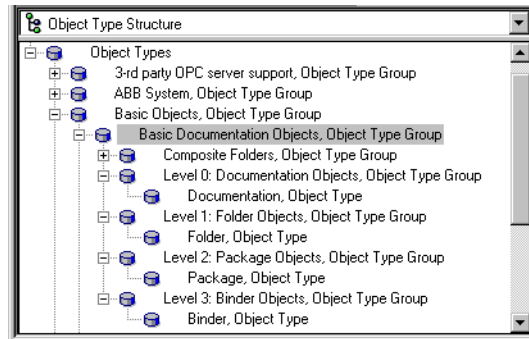 Object Type Structure
Object Types
3-rd party OPC server support, Object Type Group
ABB System, Object Type Group
Basic Objects, Object Type Group
Basic Documentation Objects, Object Type Group
Composite Folders, Object Type Group
Level 0: Documentation Objects, Object Type Group
Documentation, Object Type
Level 1: Folder Objects, Object Type Group
Folder, Object Type
Level 2: Package Objects, Object Type Group
Package, Object Type
Level 3: Binder Objects, Object Type Group
Binder, Object Type